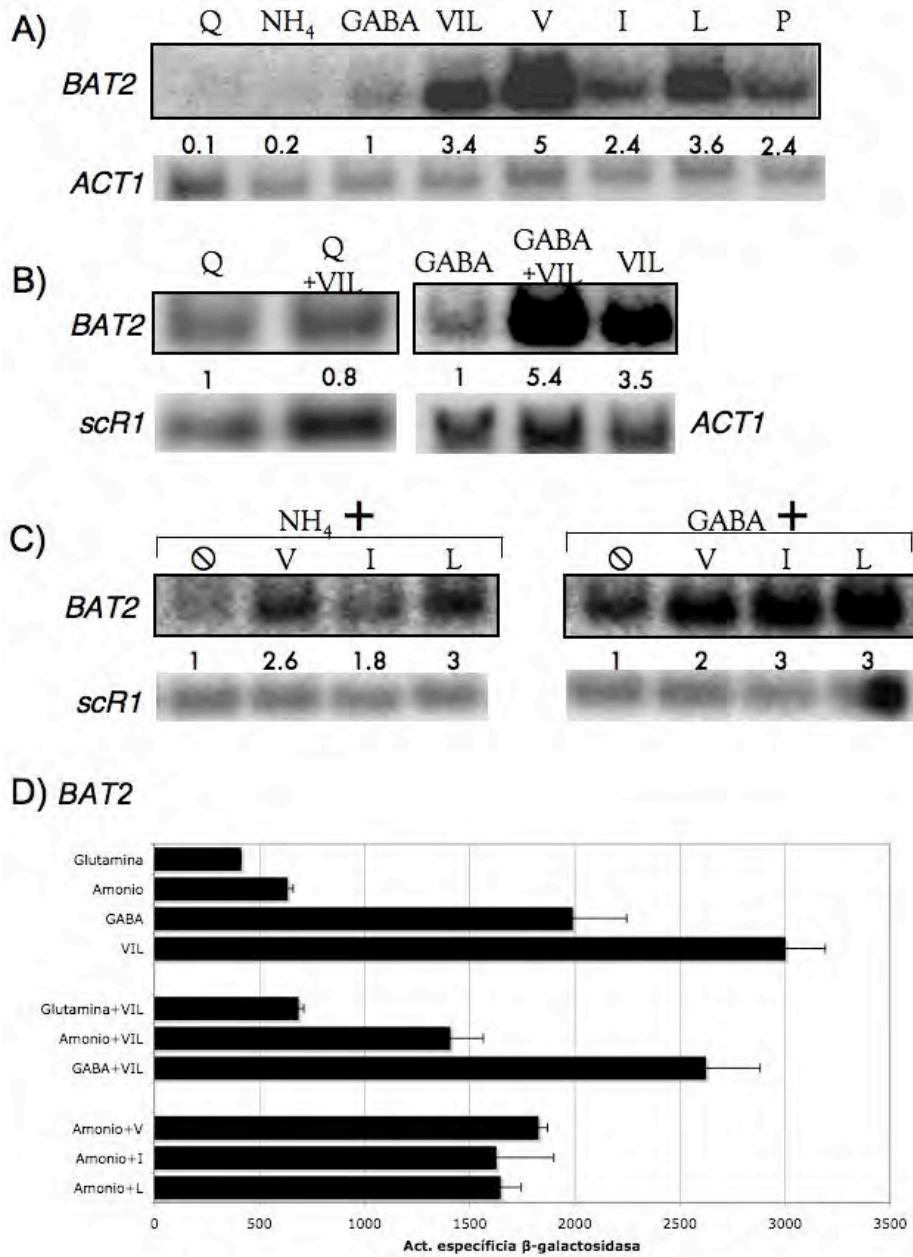 A)
Q NH4 GABA VIL V I L P
BAT2
0.1 0.2 1 3.4 5 2.4 3.6 2.4
ACT1
B)
Q Q +VIL GABA GABA +VIL VIL
BAT2
1 0.8 1 5.4 3.5
scR1 ACT1
C)
NH4 + GABA +
V I L V I L
BAT2
1 2.6 1.8 3 1 2 3 3
scR1
D) BAT2
Glutamina
Amonio
GABA
VIL
Glutamina+VIL
Amonio+VIL
GABA+VIL
Amonio+V
Amonio+I
Amonio+L
0 500 1000 1500 2000 2500 3000 3500
Act. especifícia β-galactosidasa